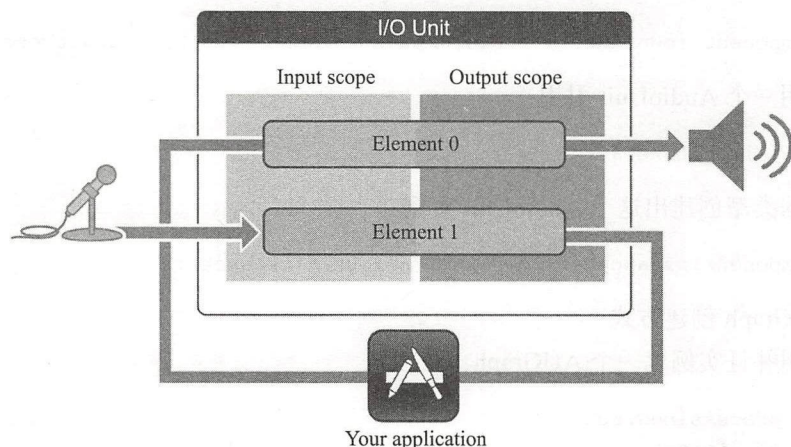 I/O Unit
Input scope Output scope
Element 0
Element 1
Your application